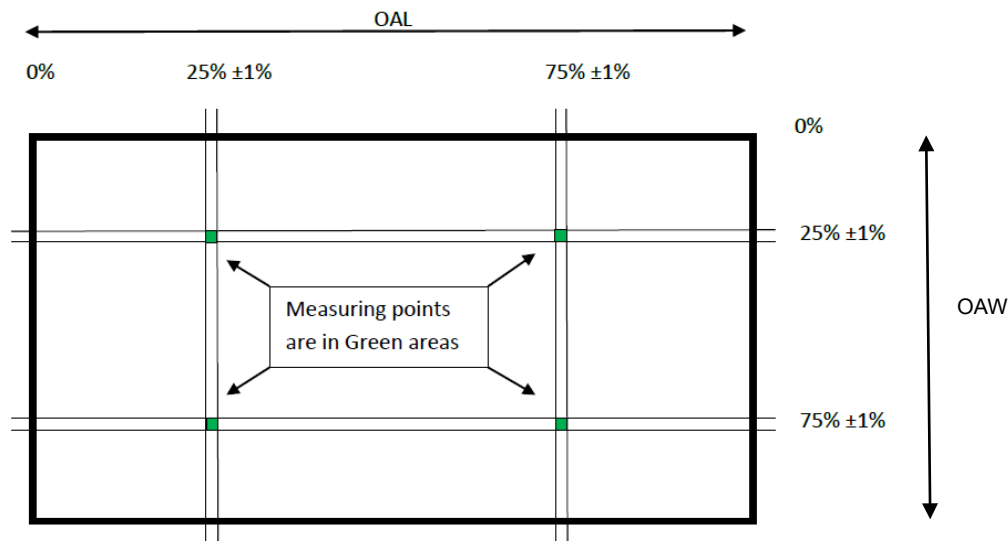 OAL
0%
25% ±1%
75% ±1%
0%
25% ±1%
OAW
Measuring points
are in Green areas
75% ±1%